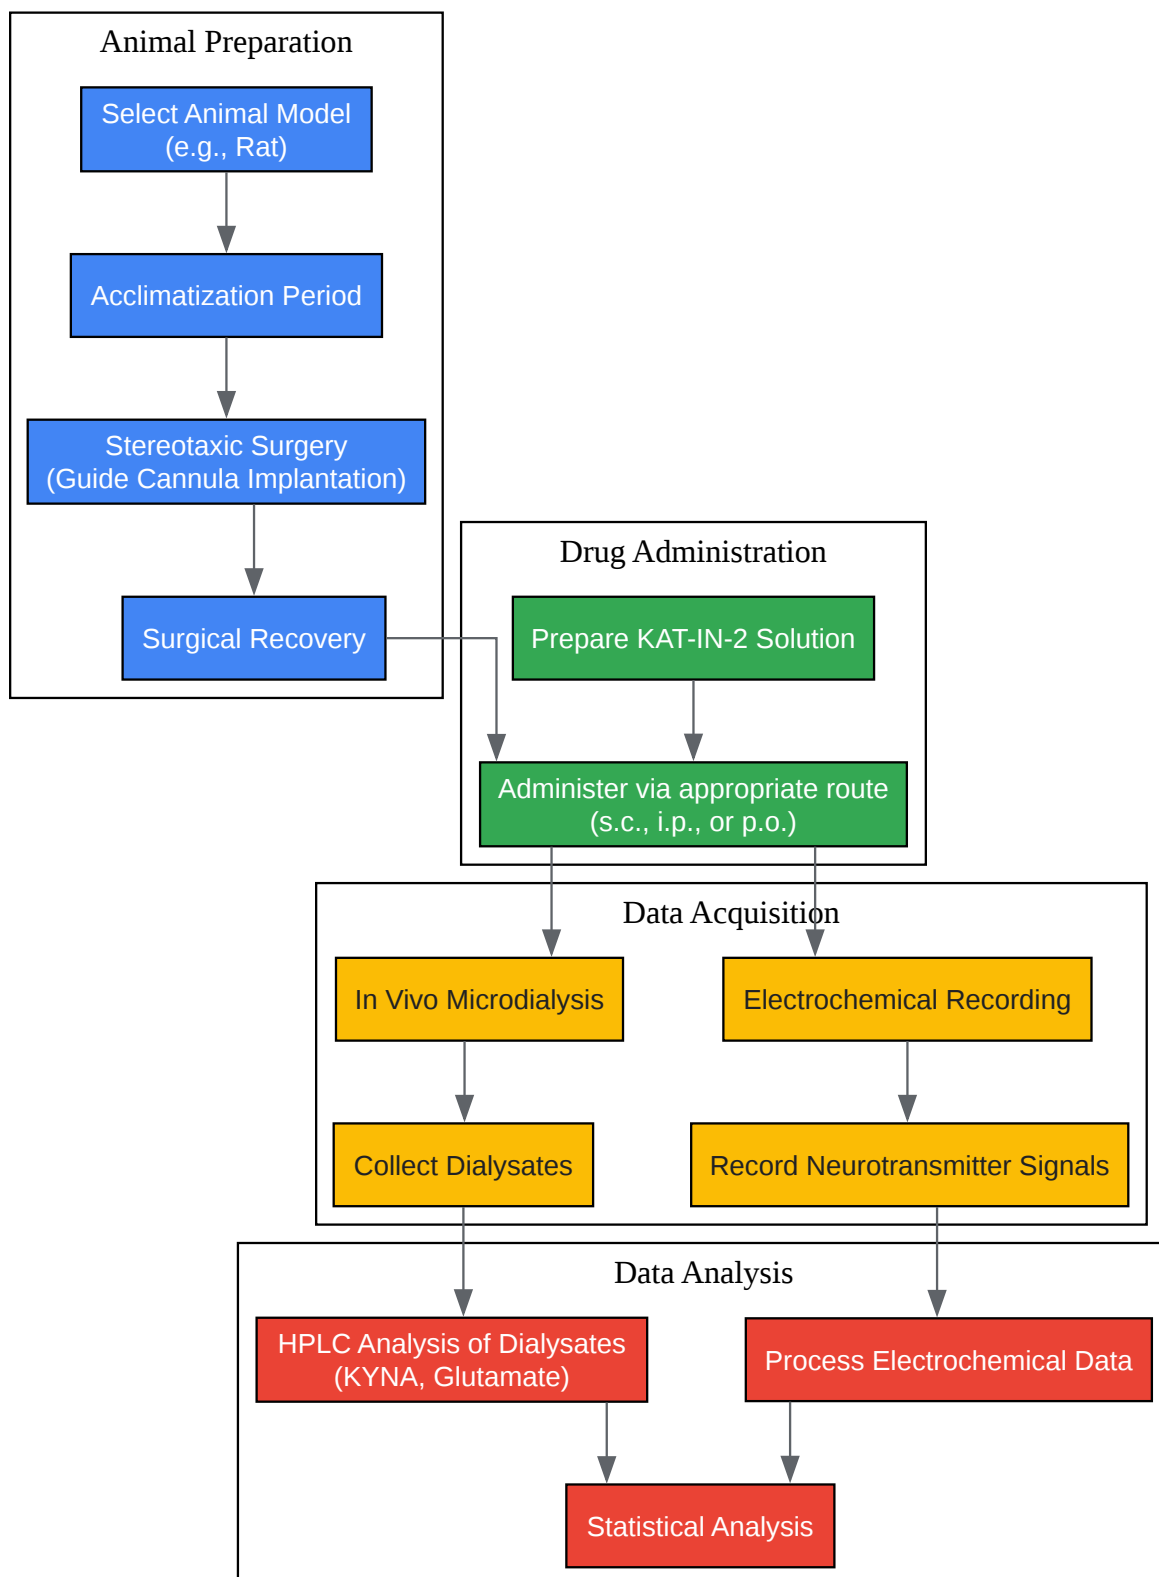 Animal Preparation
Select Animal Model
(e.g., Rat)
Acclimatization Period
Stereotaxic Surgery
(Guide Cannula Implantation)
Surgical Recovery
Drug Administration
Prepare KAT-IN-2 Solution
Administer via appropriate route
(s.c., i.p., or p.o.)
Data Acquisition
In Vivo Microdialysis
Electrochemical Recording
Collect Dialysates
Record Neurotransmitter Signals
Data Analysis
HPLC Analysis of Dialysates
(KYNA, Glutamate)
Process Electrochemical Data
Statistical Analysis